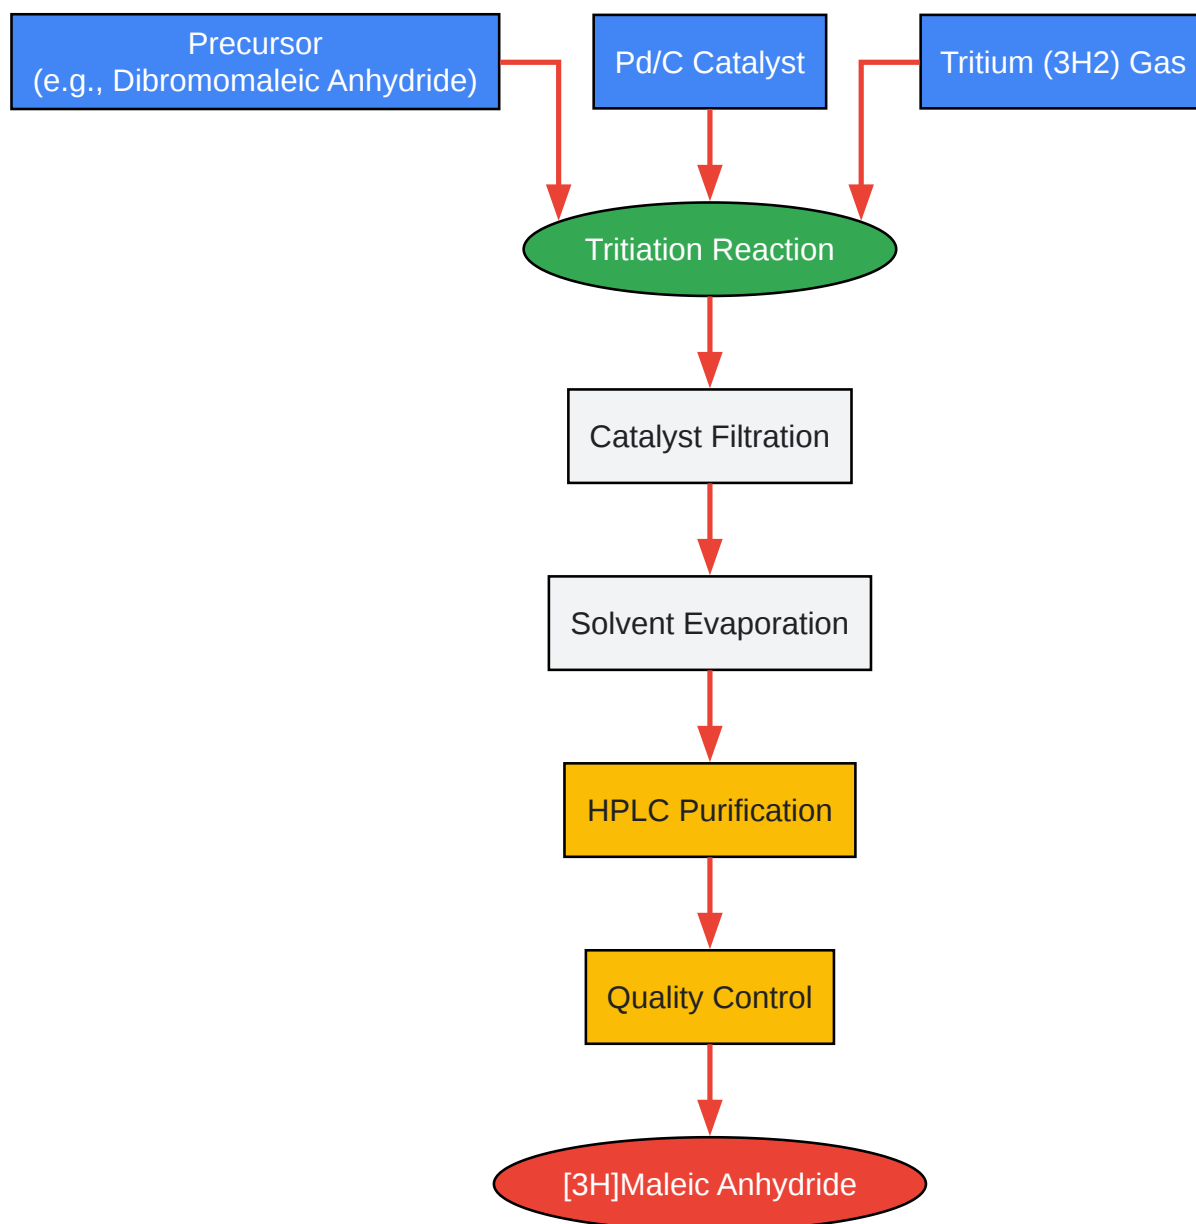 Precursor
(e.g., Dibromomaleic Anhydride)
Pd/C Catalyst
Tritium (3H2) Gas
Tritiation Reaction
Catalyst Filtration
Solvent Evaporation
HPLC Purification
Quality Control
[3H]Maleic Anhydride